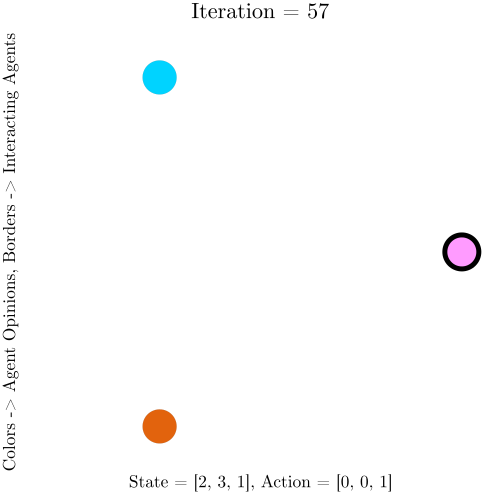 Iteration = 57
Colors -> Agent Opinions, Borders -> Interacting Agents
State = [2, 3, 1], Action = [0, 0, 1]